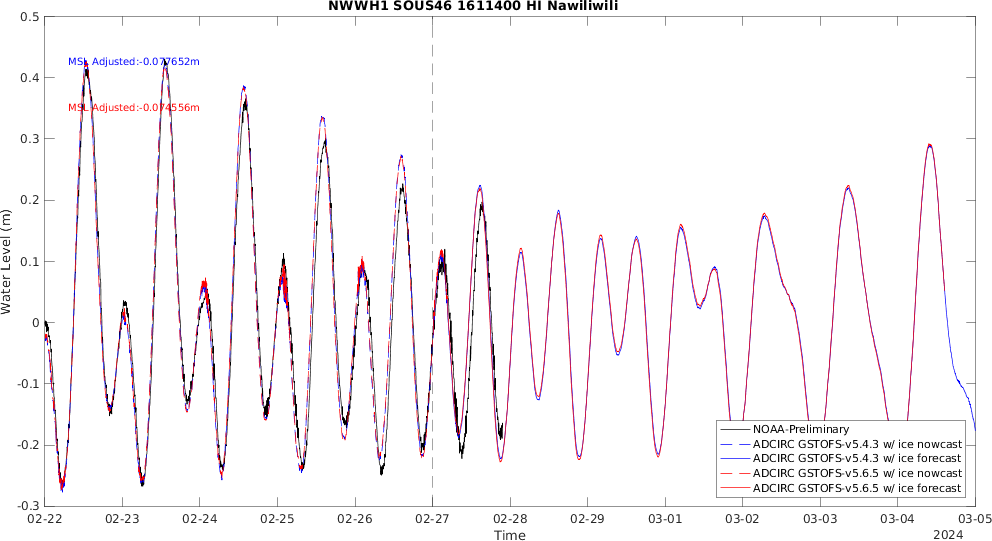 NWWH1 SOUS46 1611400 HI Nawiliwili
0.5
0.4
0.3
0.2
0.1
0
-0.1
-0.2
-0.3
Water Level (m)
MSL Adjusted:-0.077652m
MSL Adjusted:-0.074556m
NOAA-Preliminary
ADCIRC GSTOFS-v5.4.3 w/ ice nowcast
ADCIRC GSTOFS-v5.4.3 w/ ice forecast
ADCIRC GSTOFS-v5.6.5 w/ ice nowcast
ADCIRC GSTOFS-v5.6.5 w/ ice forecast
02-22 02-23 02-24 02-25 02-26 02-27 02-28 02-29 03-01 03-02 03-03 03-04 03-05
Time
2024